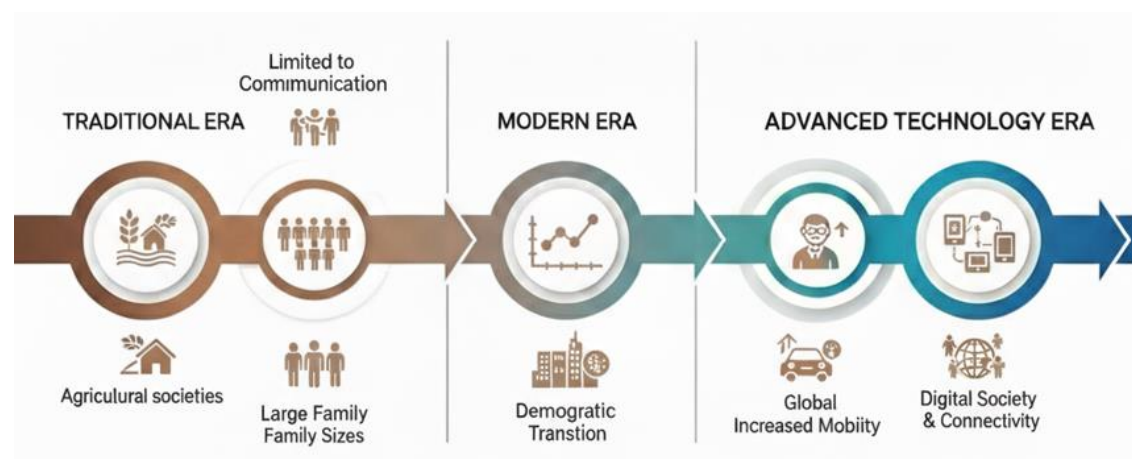 Limited to
Commmunication
TRADITIONAL ERA
MODERN ERA
ADVANCED TECHNOLOGY ERA
Agriculural societies
Large Family
Family Sizes
Demogratic
Transtion
Global
Increased Mobiity
Digital Society
& Connectivity